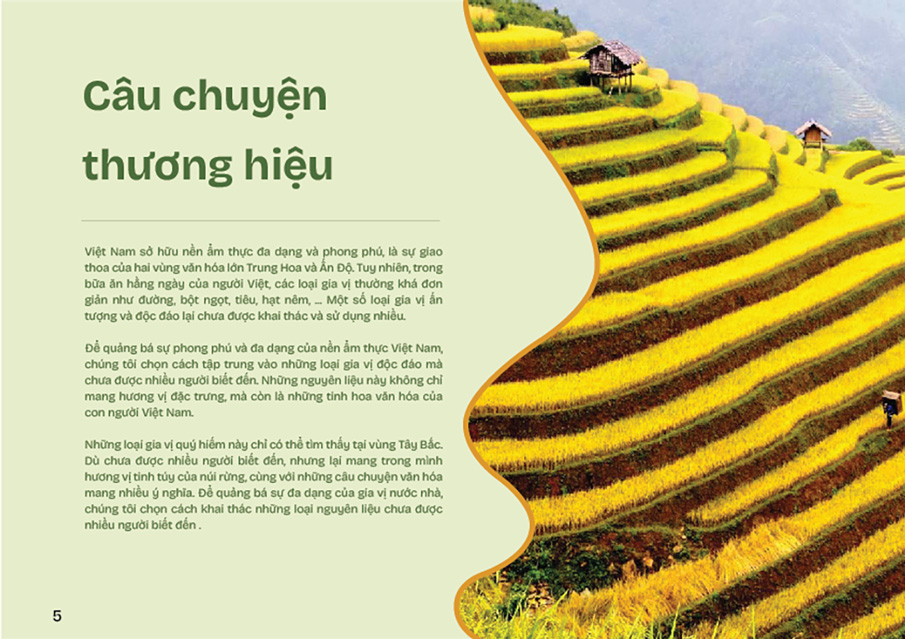 Câu chuyện
thương hiệu
Việt Nam sở hữu nền ẩm thực đa dạng và phong phú, là sự giao
thoa của hai vùng văn hóa lớn Trung Hoa và Ấn Độ. Tuy nhiên, trong
bữa ăn hằng ngày của người Việt, các loại gia vị thường khá đơn
giản như đường, bột ngọt, tiêu, hạt nêm, ... Một số loại gia vị ấn
tượng và độc đáo lại chưa được khai thác và sử dụng nhiều.
Để quảng bá sự phong phú và đa dạng của nền ẩm thực Việt Nam,
chúng tôi chọn cách tập trung vào những loại gia vị độc đáo mà
chưa được nhiều người biết đến. Những nguyên liệu này không chỉ
mang hương vị đặc trưng, mà còn là những tinh hoa văn hóa của
con người Việt Nam.
Những loại gia vị quý hiếm này chỉ có thể tìm thấy tại vùng Tây Bắc.
Dù chưa được nhiều người biết đến, nhưng lại mang trong mình
hương vị tinh túy của núi rừng, cùng với những câu chuyện văn hóa
mang nhiều ý nghĩa. Để quảng bá sự đa dạng của gia vị nước nhà,
chúng tôi chọn cách khai thác những loại nguyên liệu chưa được
nhiều người biết đến .
5